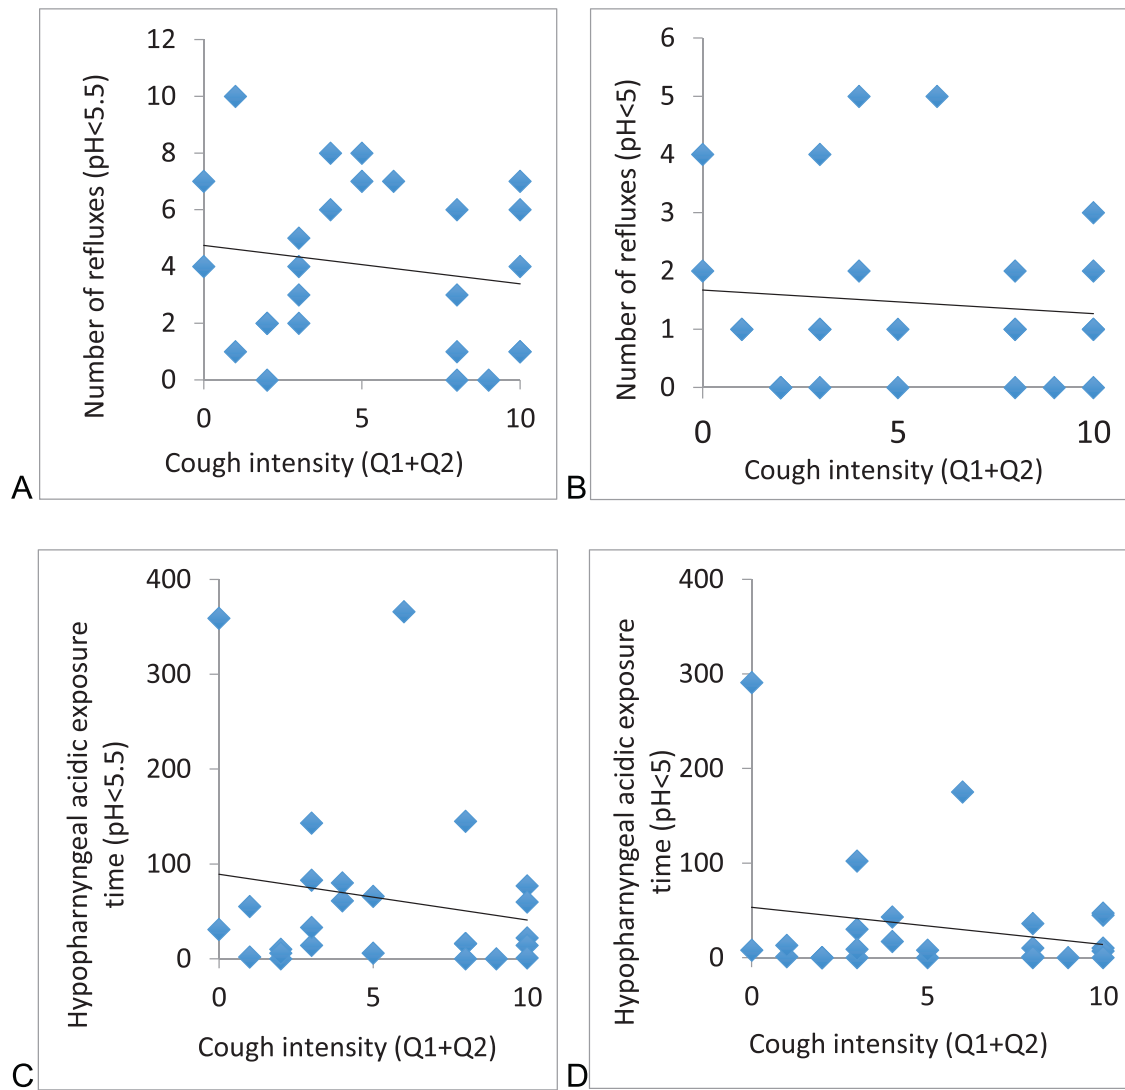 12
10
8
6
4
2
0
0
5
10
Number of refluxes (pH<5.5)
Cough intensity (Q1+Q2)
A
6
5
4
3
2
1
0
0
5
10
Number of refluxes (pH<5)
Cough intensity (Q1+Q2)
B
400
300
200
100
0
0
5
10
Hypopharnyngeal acidic exposure
time (pH<5.5)
Cough intensity (Q1+Q2)
C
400
300
200
100
0
0
5
10
Hypopharnyngeal acidic exposure
time (pH<5)
Cough intensity (Q1+Q2)
D